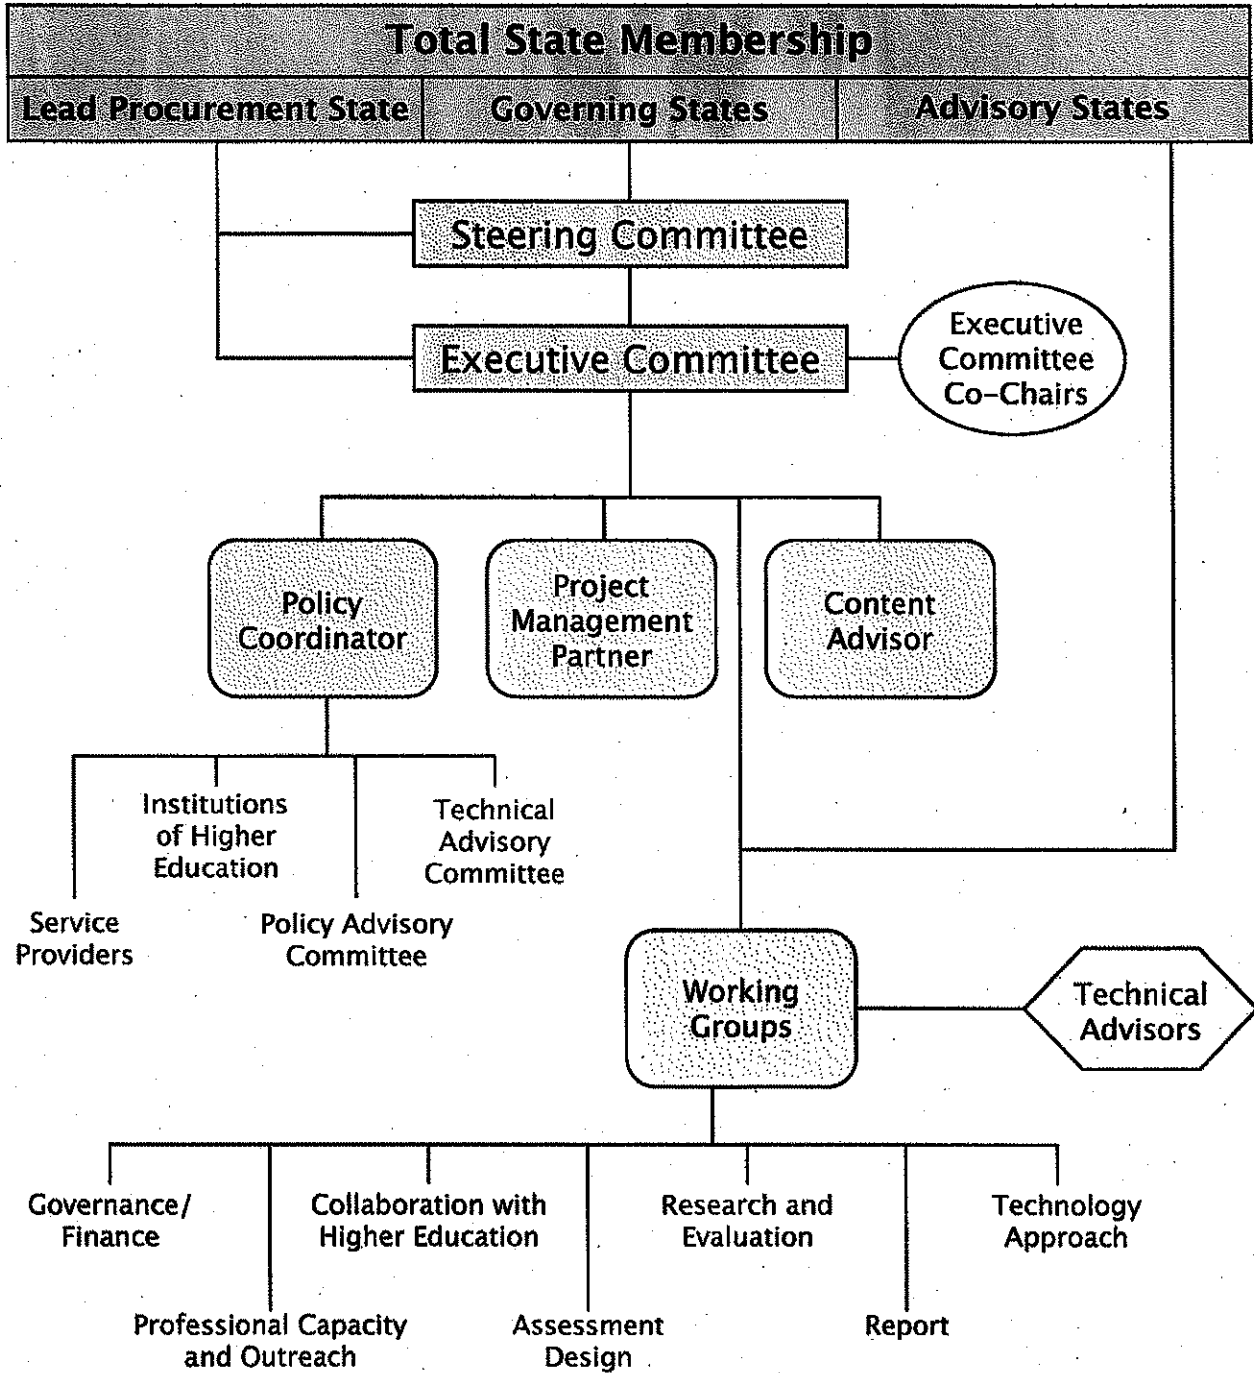 Total State Membership
Lead Procurement State
Governing States
Advisory States
Steering Committee
Executive Committee
Executive
Committee
Co-Chairs
Policy
Coordinator
Project
Management
Partner
Content
Advisor
Institutions
of Higher
Education
Technical
Advisory
Committee
Service
Providers
Policy Advisory
Committee
Working
Groups
Technical
Advisors
Governance/
Finance
Collaboration with
Higher Education
Research and
Evaluation
Technology
Approach
Professional Capacity
and Outreach
Assessment
Design
Report